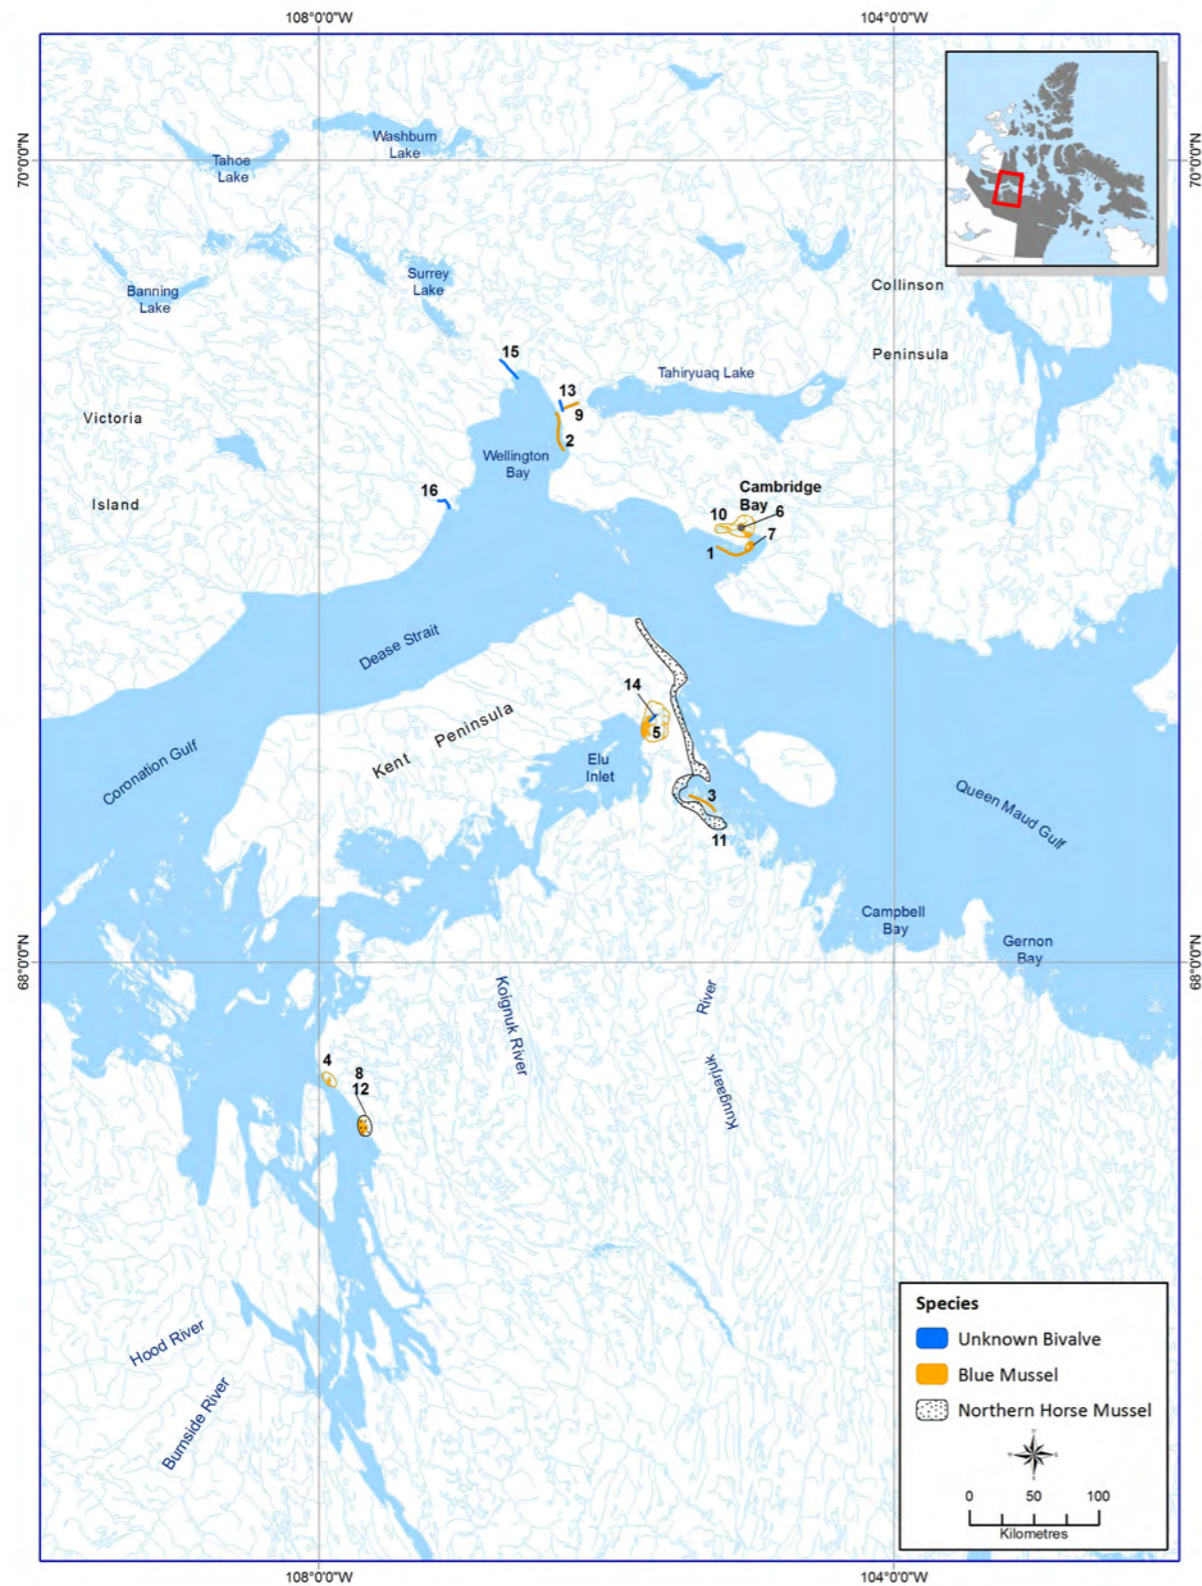 108°0'0"W
104°0'0"W
70°0'0"N
70°0'0"N
Washburn
Lake
Tahoe
Lake
Surrey
Lake
Banning
Lake
Collinson
Peninsula
15
Tahiryuaq Lake
13
9
Victoria
2
Wellington
Bay
16
Island
Cambridge
Bay
10
6
7
1
Dease Strait
14
Kent Peninsula
5
Elu
Inlet
Coronation Gulf
3
Queen Maud Gulf
11
Campbell
Bay
Gernon
Bay
68°0'0"N
68°0'0"N
Koignuk River
River
Kuugaarjuk
4
8
12
Hood River
Burnside River
Species
Unknown Bivalve
Blue Mussel
Northern Horse Mussel
0 50 100
Kilometres
108°0'0"W
104°0'0"W